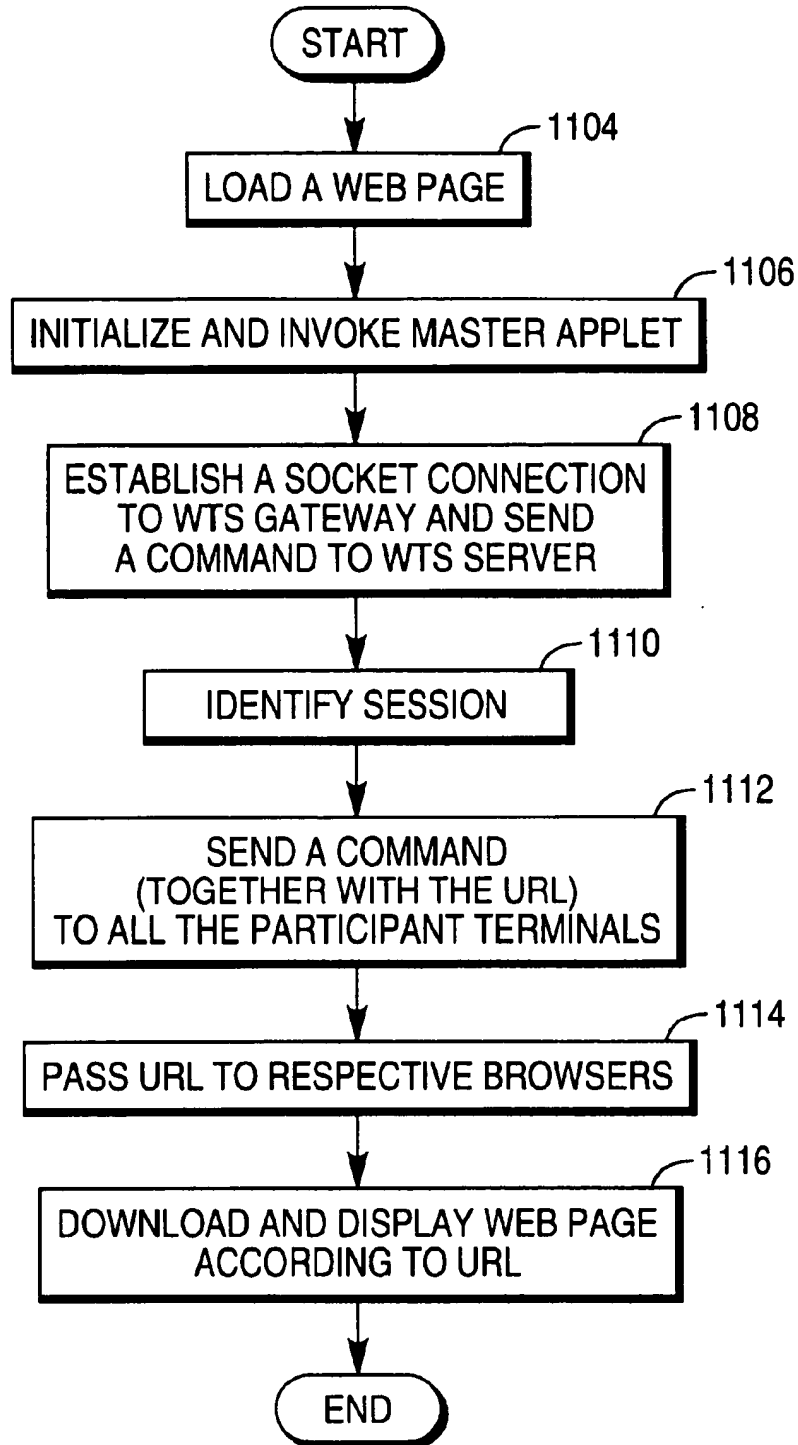 START
1104
LOAD A WEB PAGE
1106
INITIALIZE AND INVOKE MASTER APPLET
1108
ESTABLISH A SOCKET CONNECTION
TO WTS GATEWAY AND SEND
A COMMAND TO WTS SERVER
1110
IDENTIFY SESSION
1112
SEND A COMMAND
(TOGETHER WITH THE URL)
TO ALL THE PARTICIPANT TERMINALS
1114
PASS URL TO RESPECTIVE BROWSERS
1116
DOWNLOAD AND DISPLAY WEB PAGE
ACCORDING TO URL
END